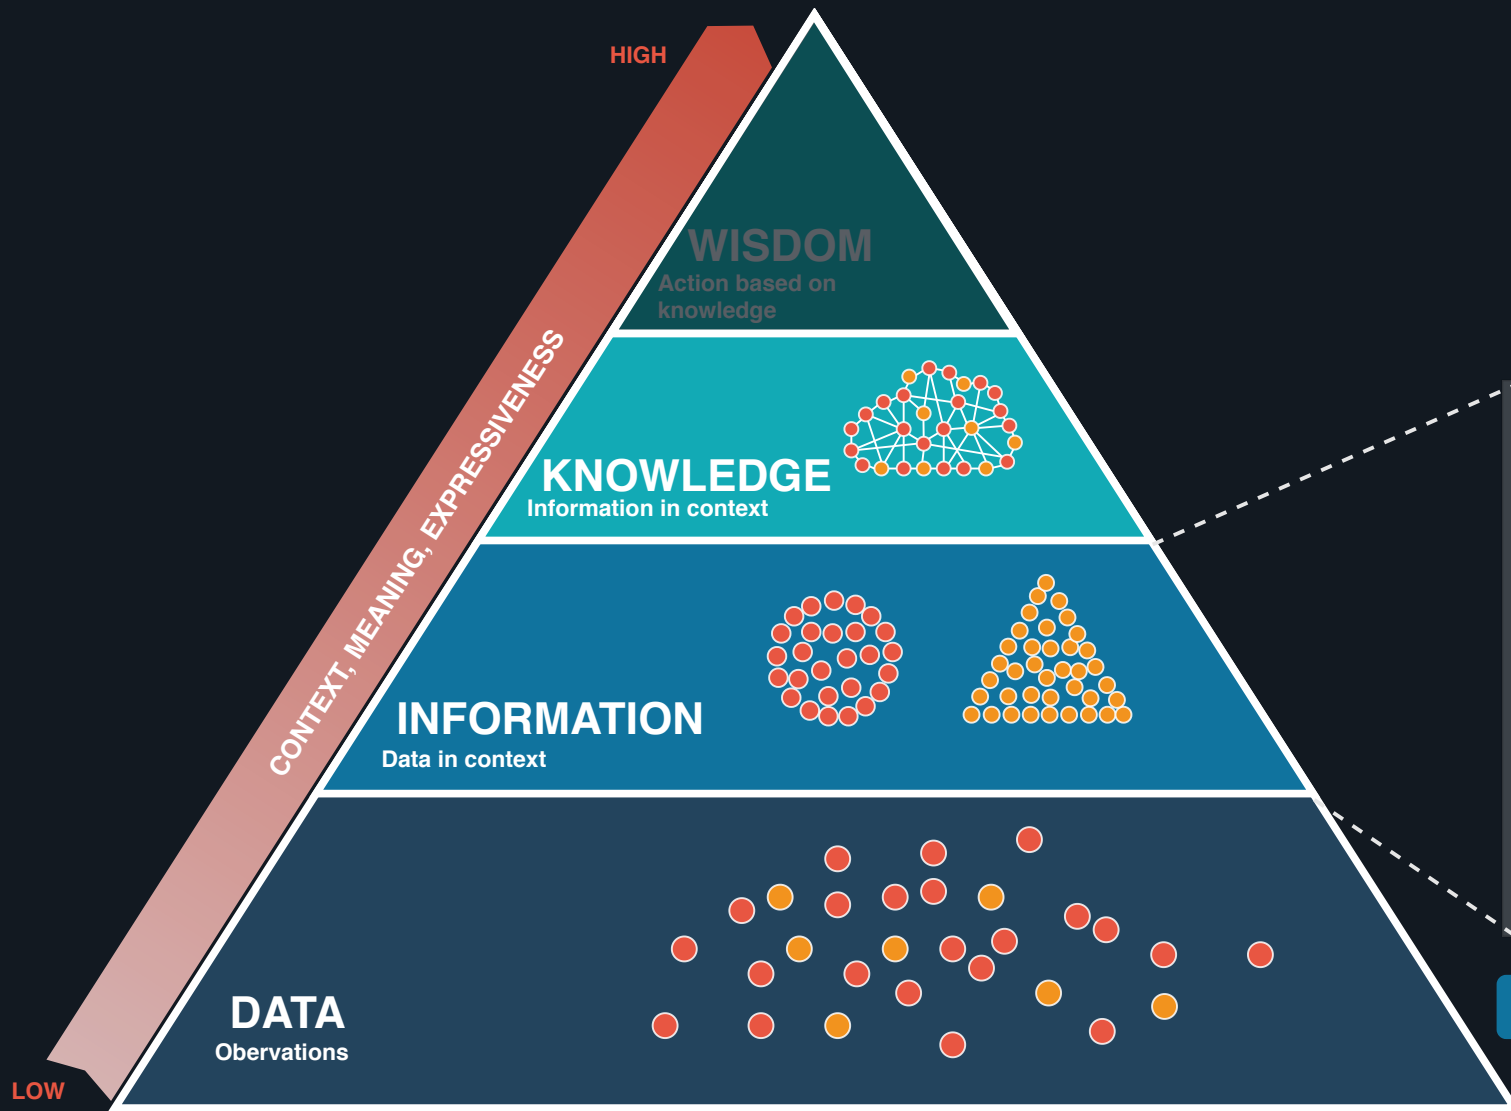 HIGH
WISDOM
Action based on
knowledge
CONTEXT, MEANING, EXPRESSIVENESS
KNOWLEDGE
Information in context
INFORMATION
Data in context
DATA
Obervations
LOW